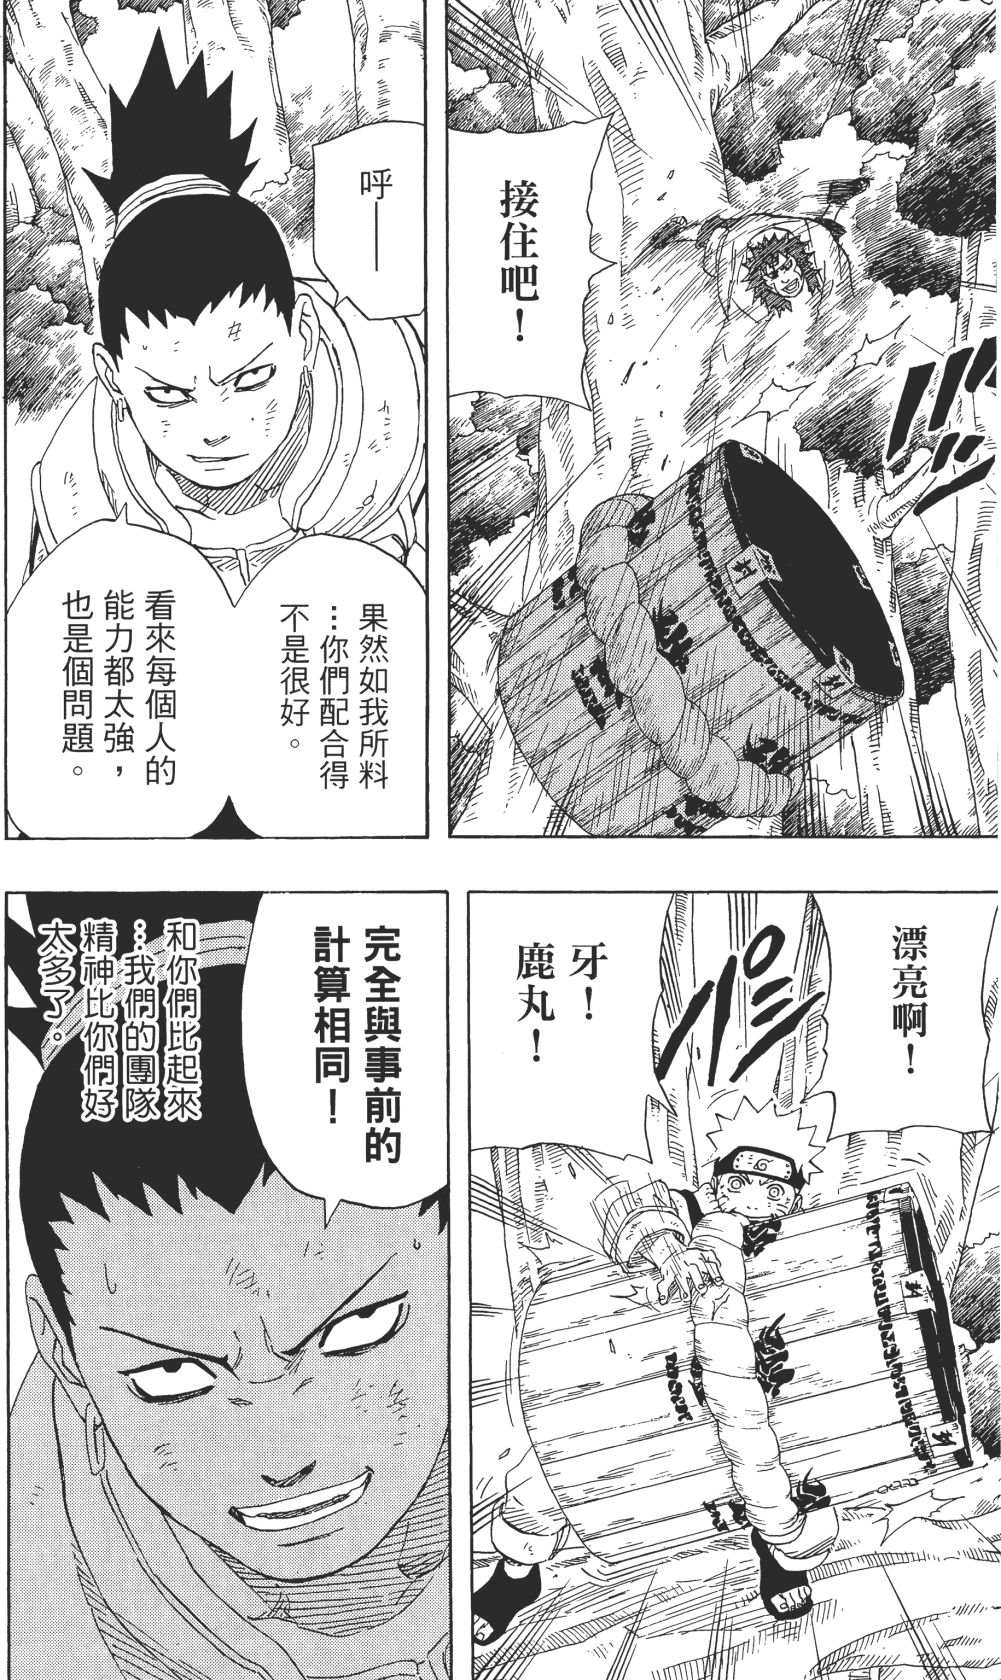 接住吧！
呼——
果然如我所料
…你們配合得
不是很好。
看來每個人的
能力都太強，
也是個問題。
漂亮啊！
牙！
鹿丸！
完全與事前的
計算相同！
和你們比起來
…我們的團隊
精神比你們好
太多了。